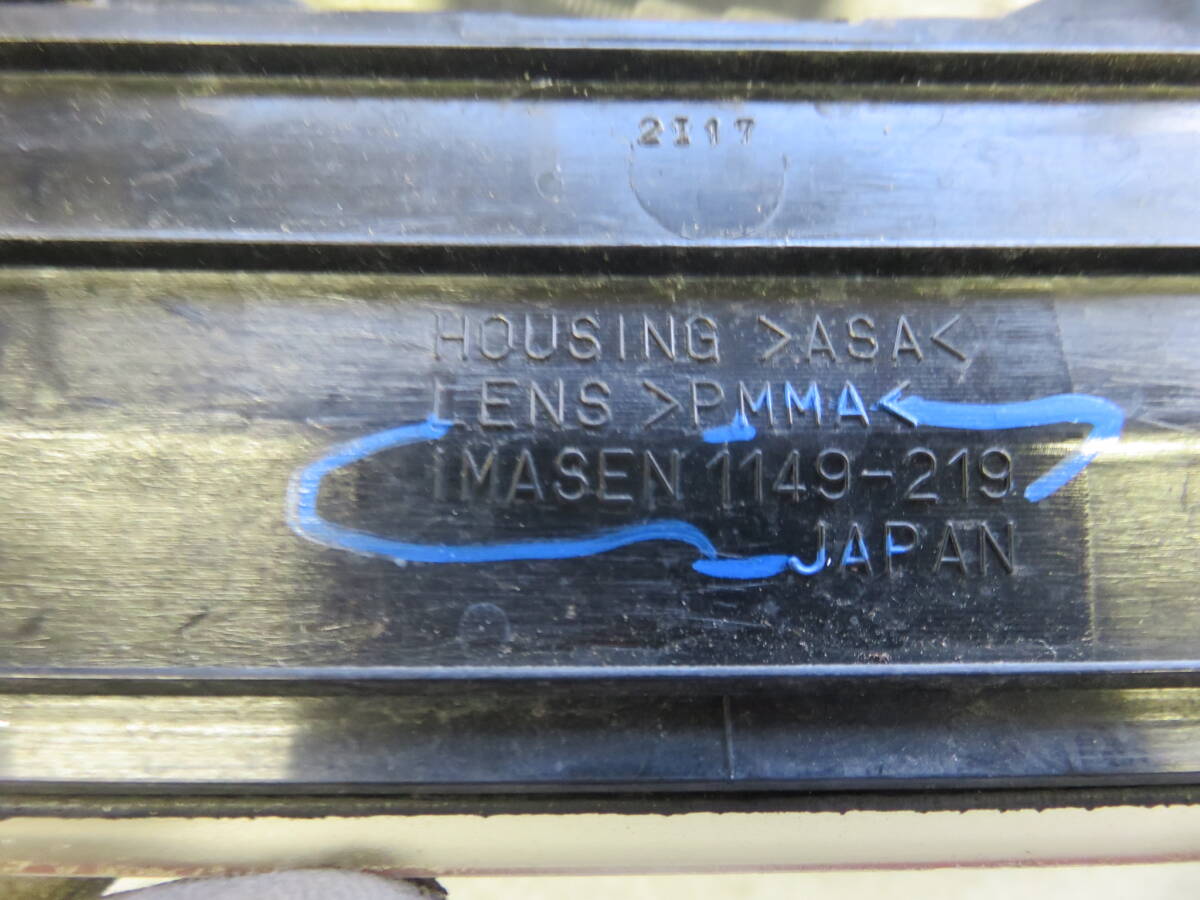 2I17
HOUSING >ASA<
LENS >PMMA<
IMASEN 1149-219
JAPAN